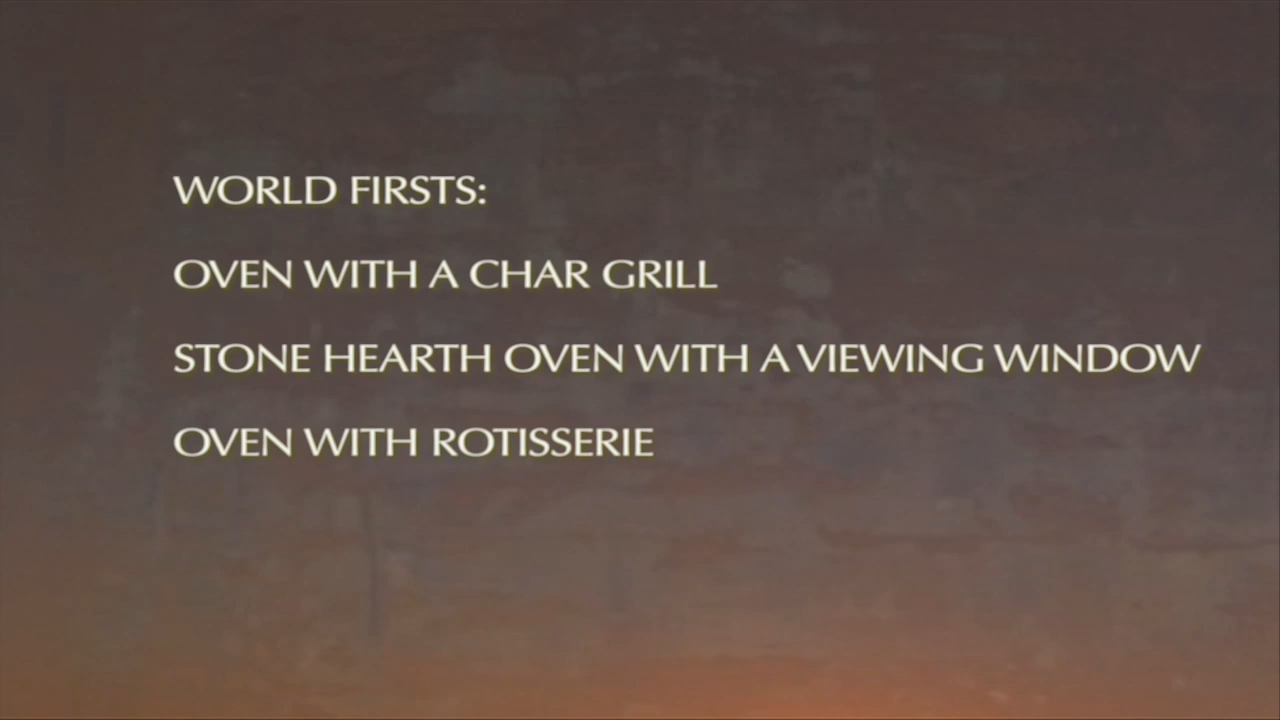 WORLD FIRSTS:
OVEN WITH A CHAR GRILL
STONE HEARTH OVEN WITH A VIEWING WINDOW
OVEN WITH ROTISSERIE